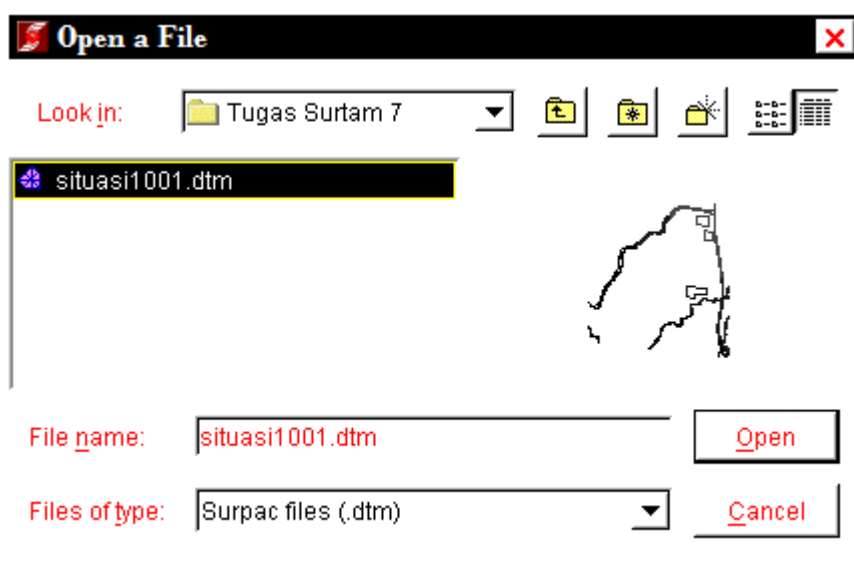 Open a File
Look in: Tugas Surtam 7
situasi1001.dtm
File name: situasi1001.dtm Open
Files of type: Surpac files (.dtm) Cancel